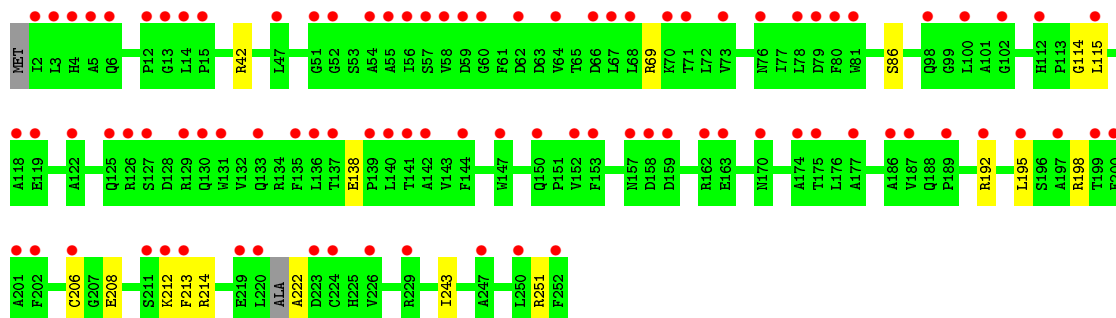 MET I2 L3 H4 A5 Q6 P12 G13 L14 P15 R42 L47 G51 G52 S53 A54 A55 I56 S57 V58 D59 G60 F61 D62 D63 V64 T65 D66 L67 L68 R69 K70 T71 L72 V73 N76 I77 L78 D79 F80 W81 S86 Q98 G99 L100 A101 G102 H112 P113 G114 L115
A118 E119 A122 Q125 R126 S127 D128 R129 Q130 W131 V132 Q133 R134 F135 L136 T137 E138 P139 L140 T141 A142 V143 F144 W147 Q150 P151 V152 F153 N157 D158 D159 R162 E163 N170 A174 T175 L176 A177 A186 V187 Q188 P189 R192 L195 S196 A197 R198 T199
A201 F202 C206 G207 E208 S211 K212 F213 R214 E219 L220 ALA A222 D223 C224 H225 V226 R229 I243 A247 L250 R251 F252